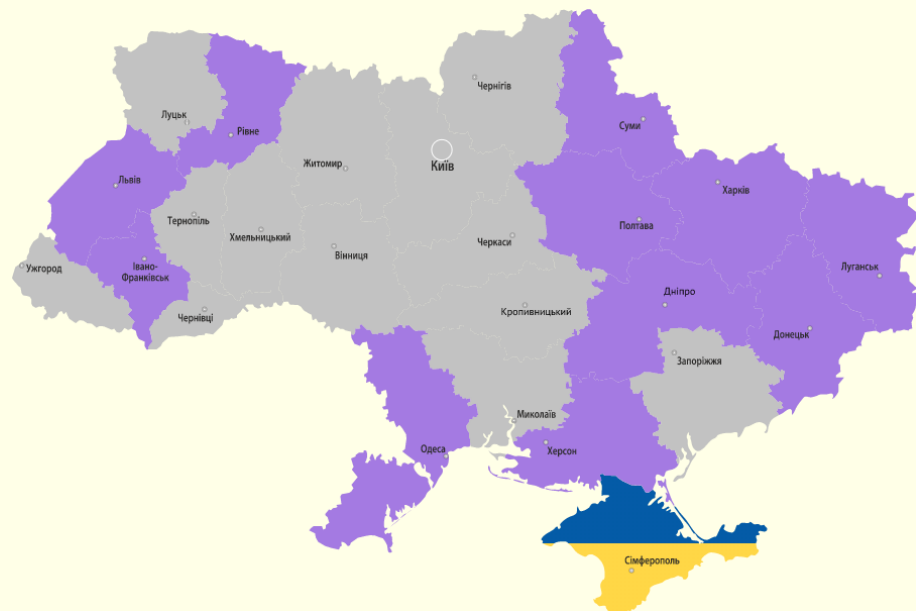 Чернігів
Луцьк
Рівне
Суми
Житомир
Київ
Львів
Харків
Тернопіль
Полтава
Хмельницький
Черкаси
Вінниця
Ужгород
Івано-
Франківськ
Луганськ
Дніпро
Чернівці
Кропивницький
Донецьк
Запоріжжя
Миколаїв
Одеса
Херсон
Сімферополь